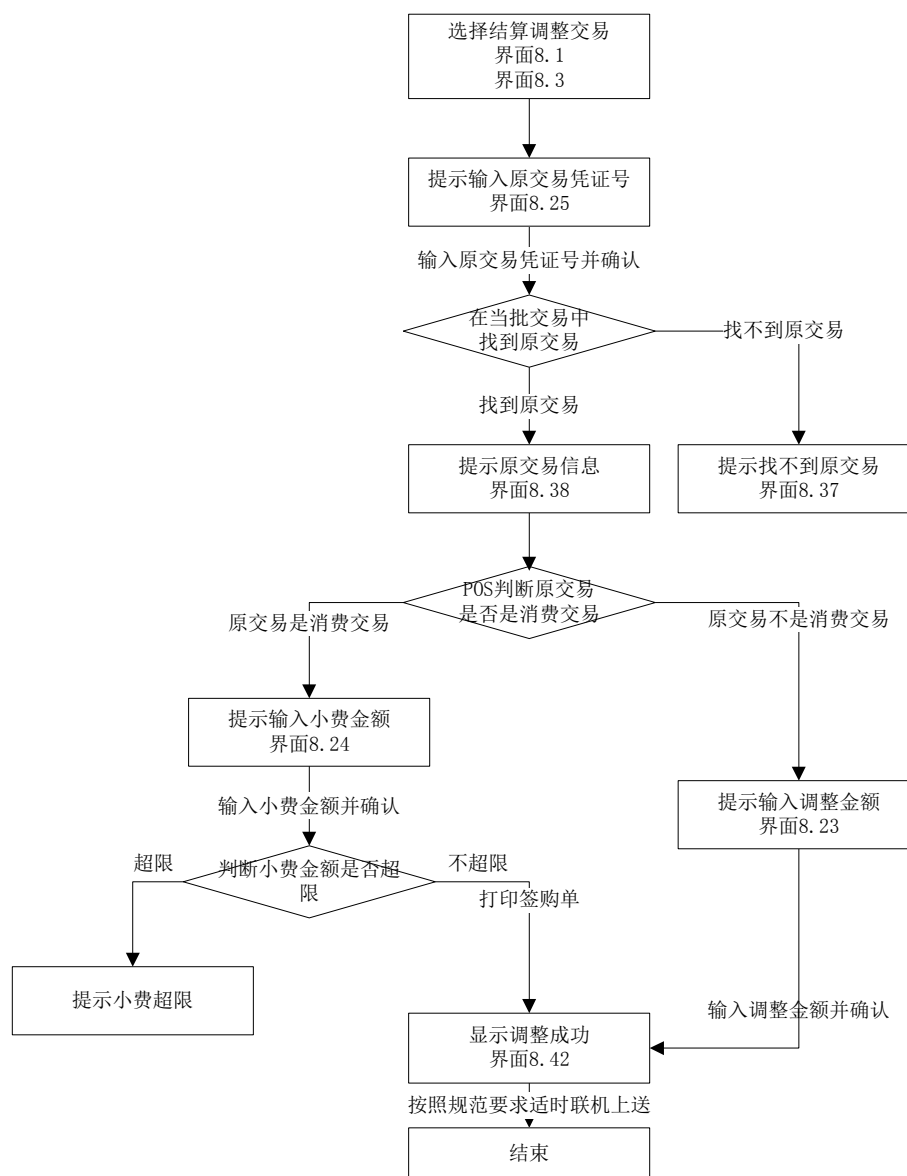 选择结算调整交易
界面8.1
界面8.3
提示输入原交易凭证号
界面8.25
输入原交易凭证号并确认
在当批交易中
找到原交易
找不到原交易
找到原交易
提示原交易信息
界面8.38
提示找不到原交易
界面8.37
POS判断原交易
是否是消费交易
原交易是消费交易
原交易不是消费交易
提示输入小费金额
界面8.24
输入小费金额并确认
提示输入调整金额
界面8.23
超限
判断小费金额是否超
限
不超限
打印签购单
提示小费超限
输入调整金额并确认
显示调整成功
界面8.42
按照规范要求适时联机上送
结束